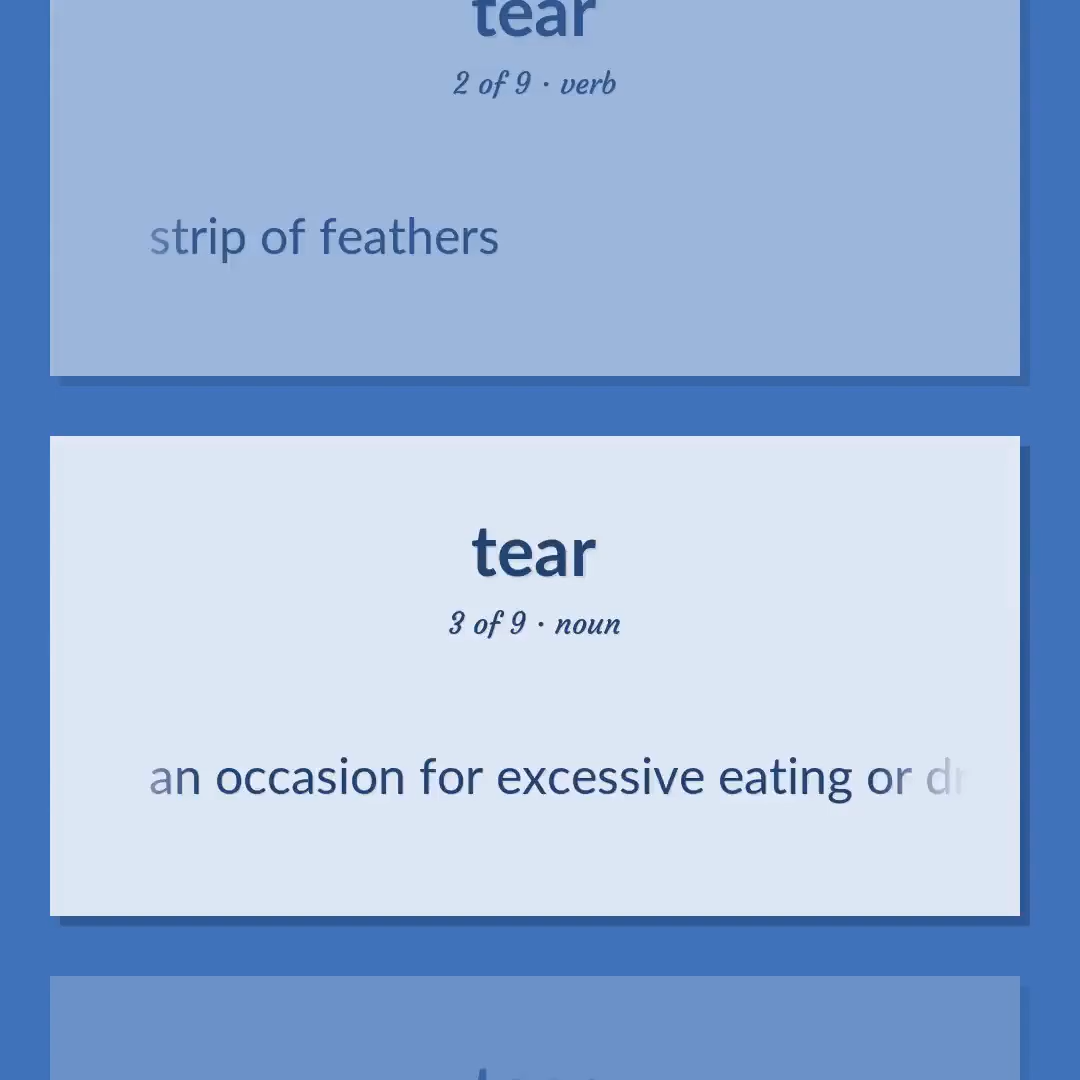 tear
2 of 9 · verb
strip of feathers
tear
3 of 9 · noun
an occasion for excessive eating or